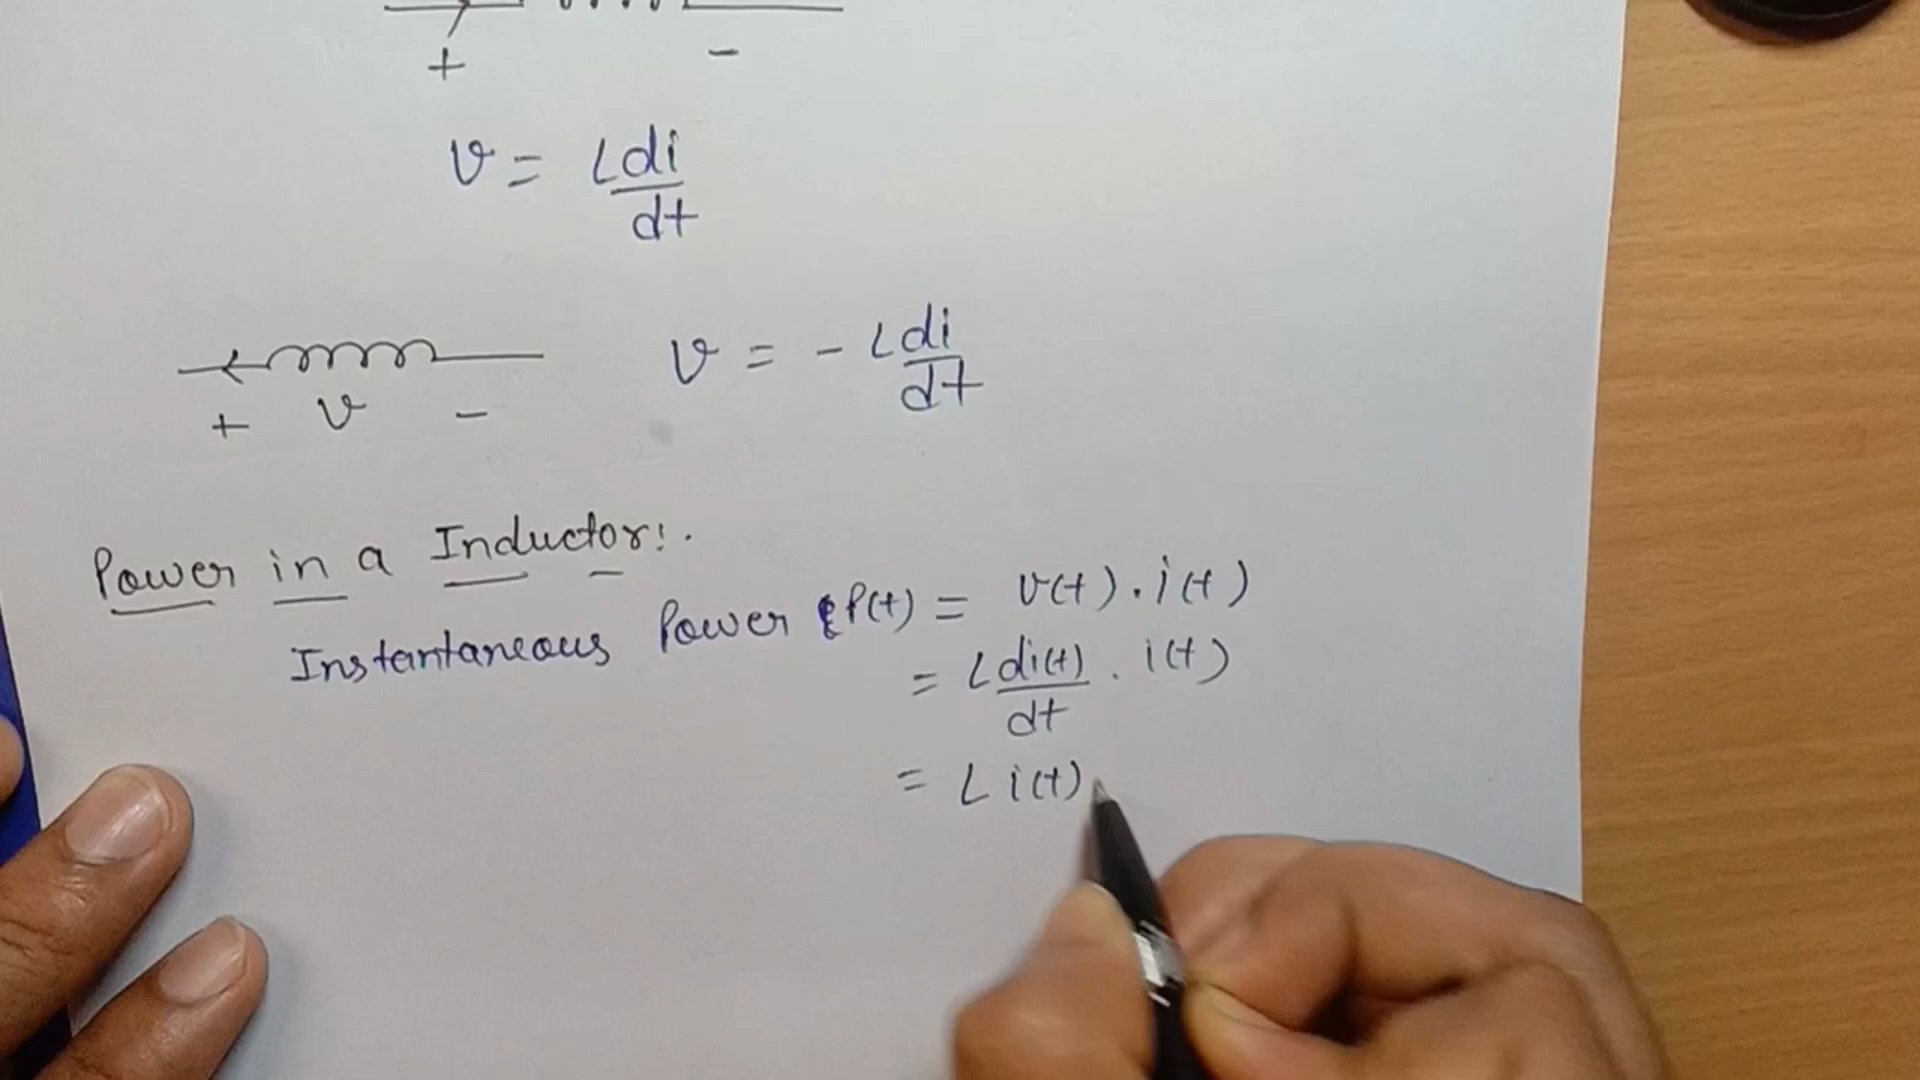 + -
v = L di/dt
v = - L di/dt
+ v -
Power in a Inductor:.
Instantaneous Power P(t) = v(t) . i(t)
= L di(t)/dt . i(t)
= L i(t)